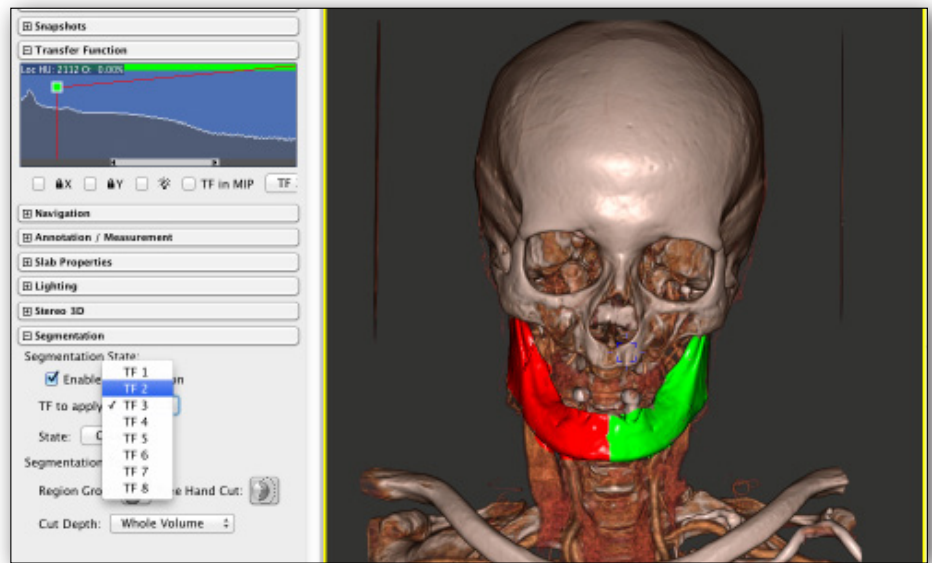 Snapshots
Transfer Function
Loc HU: 2112 O: 0.00%
X
Y
TF in MIP
TF
Navigation
Annotation / Measurement
Slab Properties
Lighting
Stereo 3D
Segmentation
Segmentation State:
TF 1
Enable
TF 2
TF to apply
✓ TF 3
TF 4
State:
TF 5
TF 6
Segmentation
TF 7
Region Gro
TF 8
Hand Cut:
Cut Depth: Whole Volume